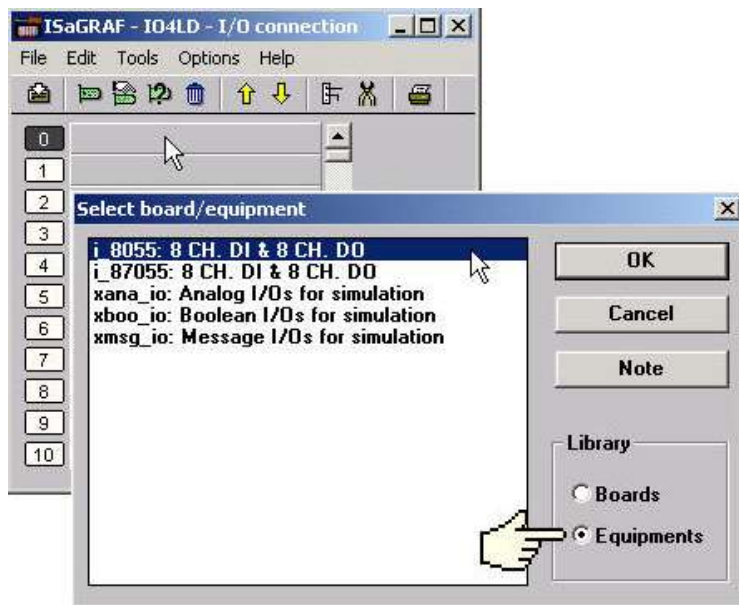 ISaGRAF - IO4LD - I/O connection
File Edit Tools Options Help
0
1
2
3
4
5
6
7
8
9
10
Select board/equipment
i_8055: 8 CH. DI & 8 CH. DO
i_87055: 8 CH. DI & 8 CH. DO
xana_io: Analog I/Os for simulation
xboo_io: Boolean I/Os for simulation
xmsg_io: Message I/Os for simulation
OK
Cancel
Note
Library
Boards
Equipments